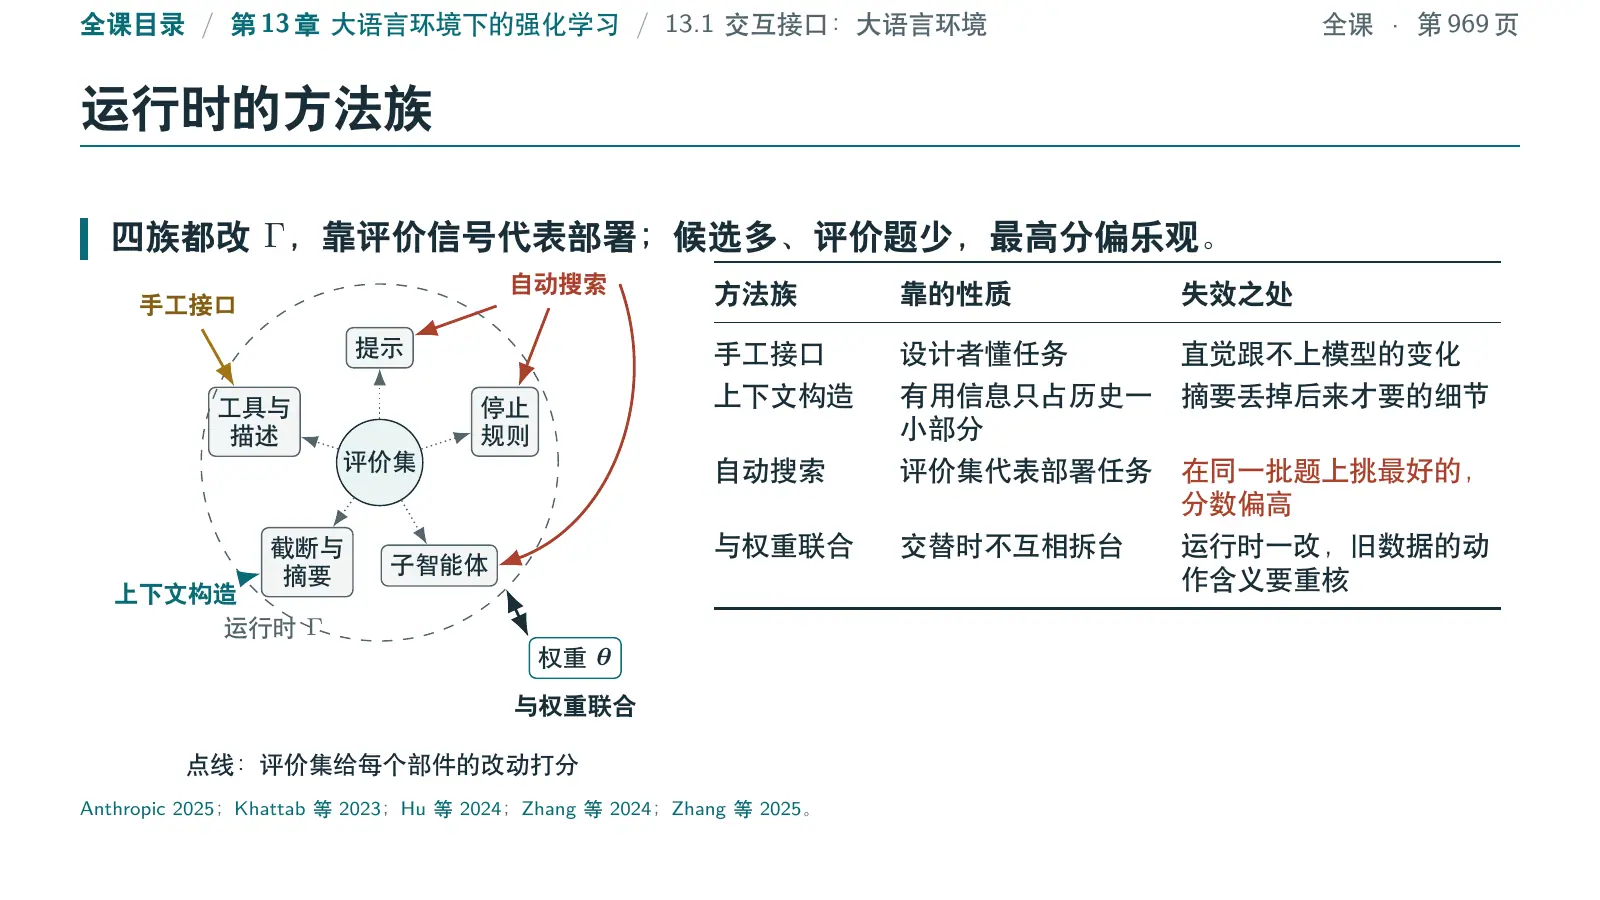 全课目录 / 第 13 章 大语言环境下的强化学习 / 13.1 交互接口：大语言环境
全课 · 第 969 页
运行时的方法族
四族都改 Γ，靠评价信号代表部署；候选多、评价题少，最高分偏乐观。
自动搜索
手工接口
提示
工具与
描述
停止
规则
评价集
截断与
摘要
子智能体
上下文构造
运行时 Γ
权重 θ
与权重联合
点线：评价集给每个部件的改动打分
方法族 靠的性质 失效之处
手工接口 设计者懂任务 直觉跟不上模型的变化
上下文构造 有用信息只占历史一 摘要丢掉后来才要的细节
小部分
自动搜索 评价集代表部署任务 在同一批题上挑最好的，
分数偏高
与权重联合 交替时不互相拆台 运行时一改，旧数据的动
作含义要重核
Anthropic 2025；Khattab 等 2023；Hu 等 2024；Zhang 等 2024；Zhang 等 2025。